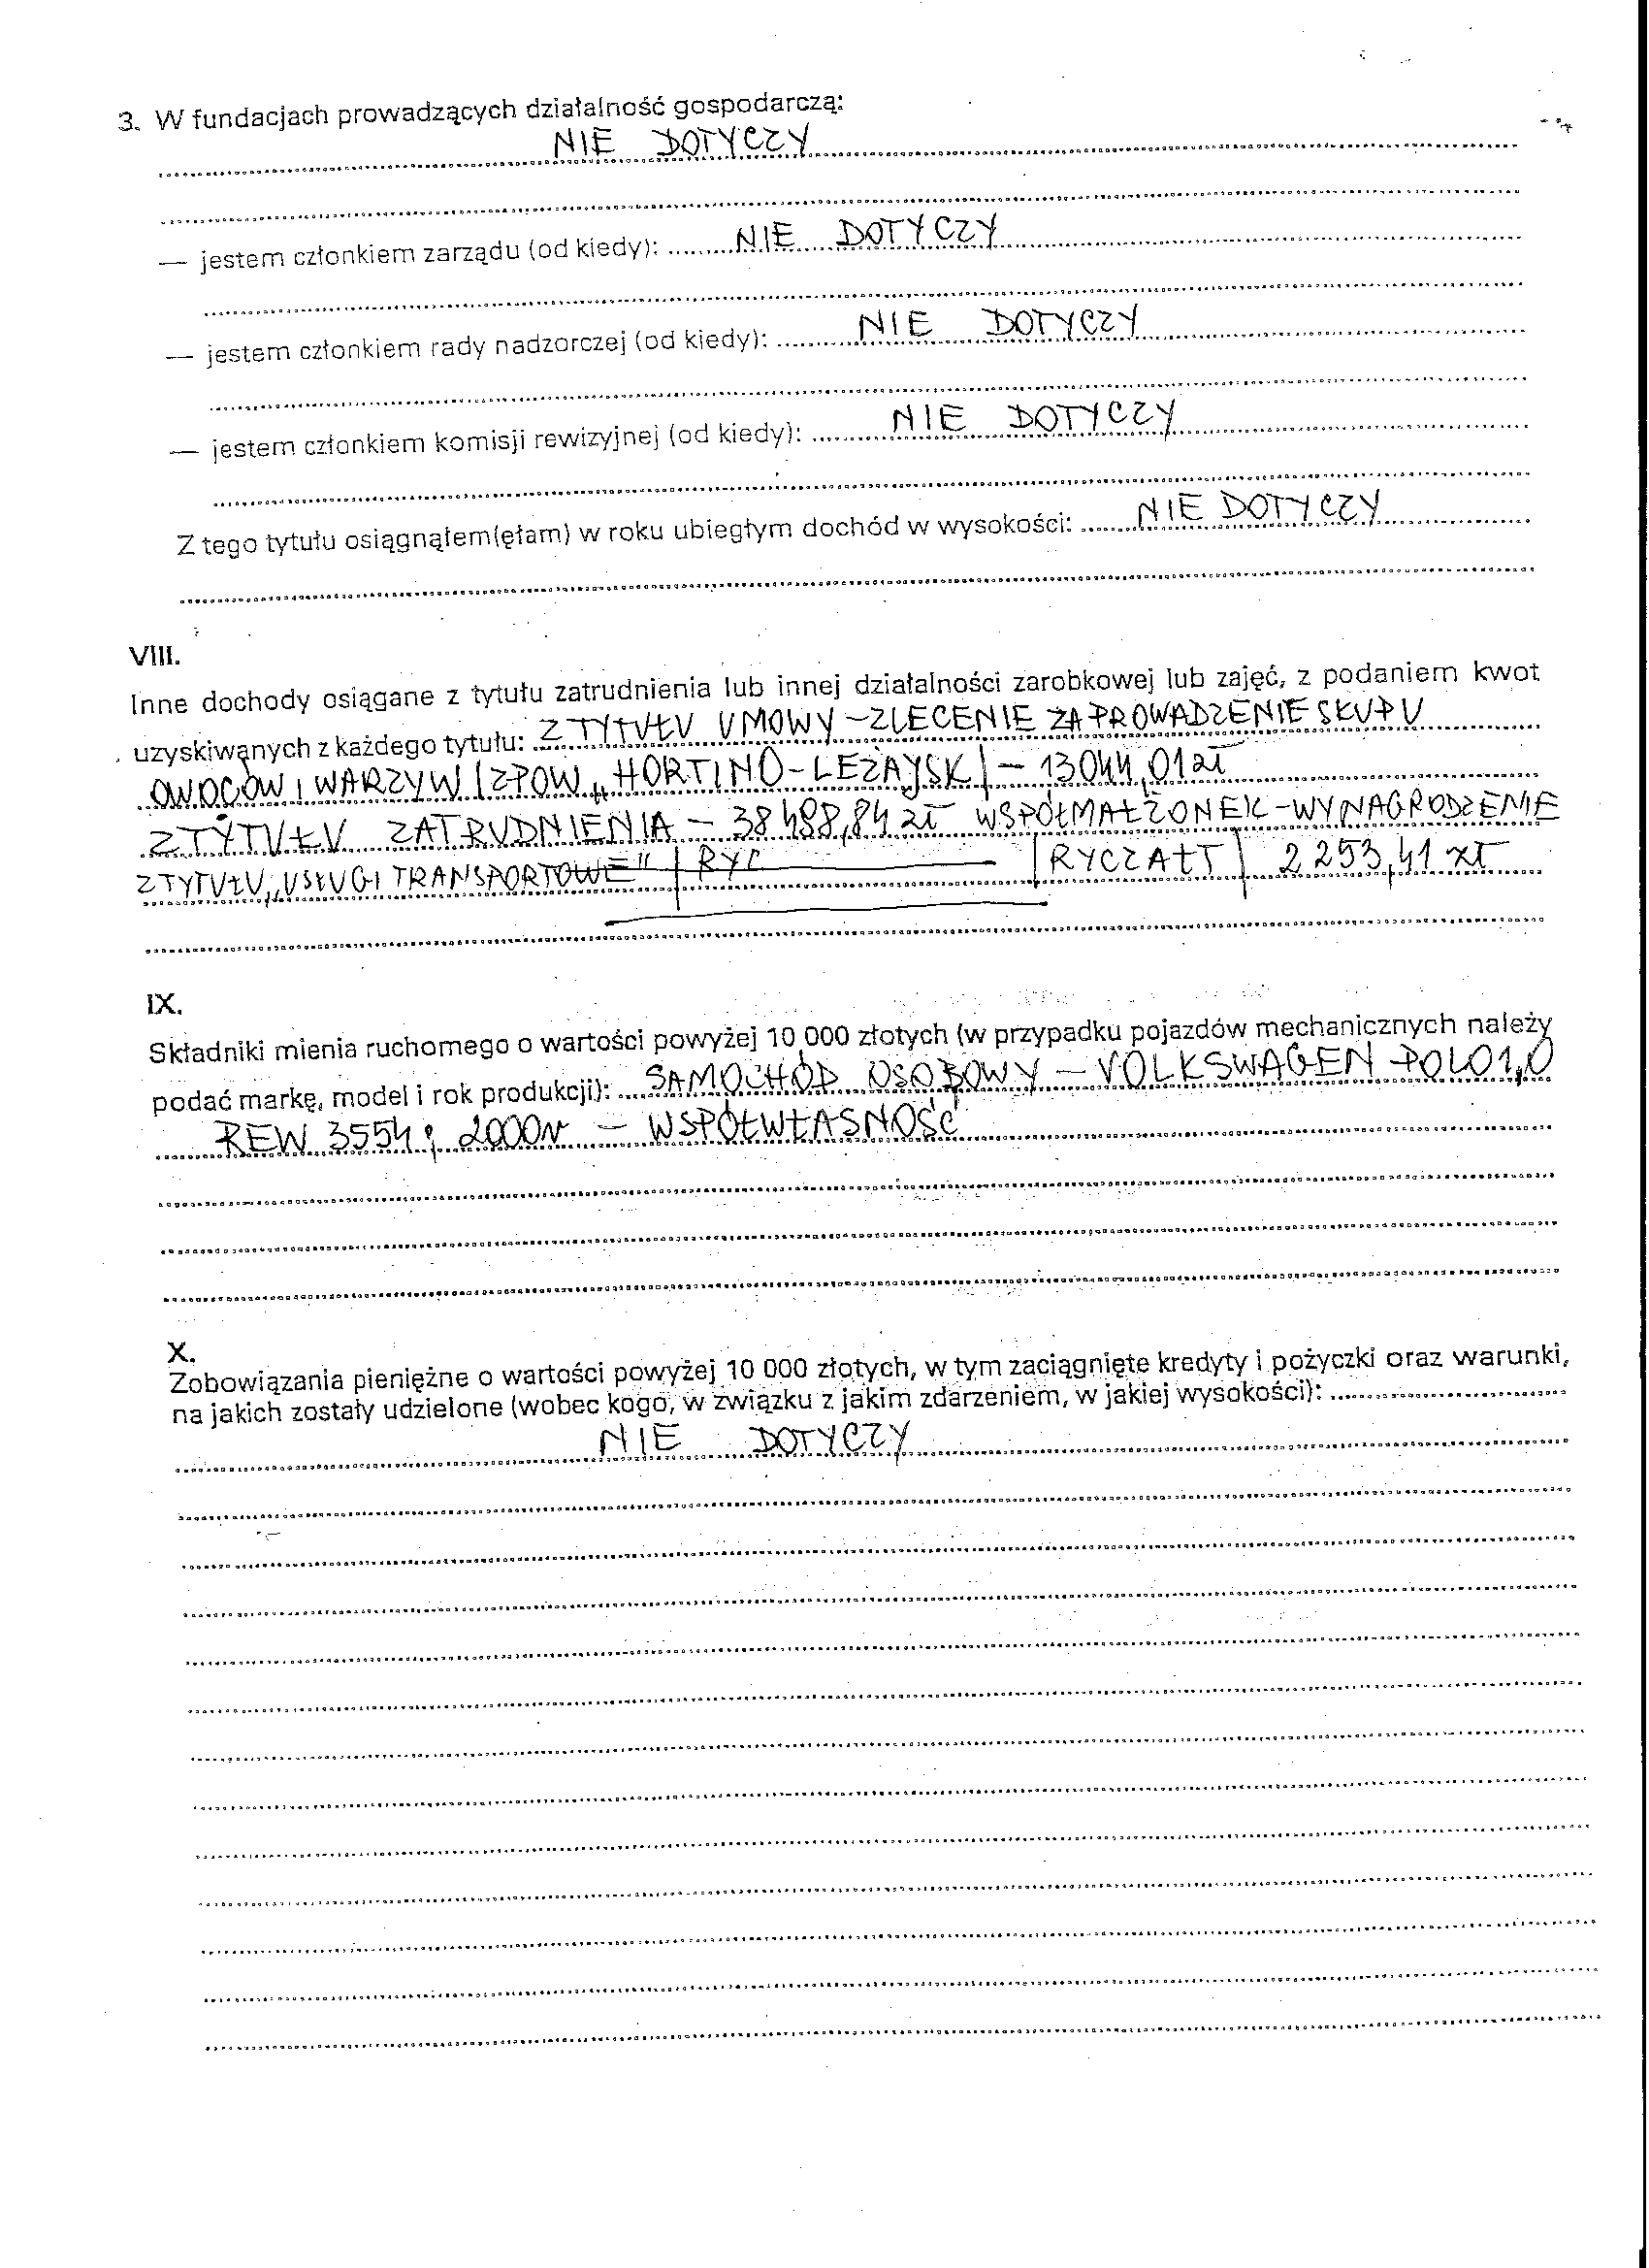 3. W fundacjach prowadzących działalność gospodarczą:
NIE DOTYCZY
— jestem członkiem zarządu (od kiedy): NIE DOTYCZY
— jestem członkiem rady nadzorczej (od kiedy): NIE DOTYCZY
— jestem członkiem komisji rewizyjnej (od kiedy): NIE DOTYCZY
Z tego tytułu osiągnąłem(ęłam) w roku ubiegłym dochód w wysokości: NIE DOTYCZY
VIII.
Inne dochody osiągane z tytułu zatrudnienia lub innej działalności zarobkowej lub zajęć, z podaniem kwot
uzyskiwanych z każdego tytułu: Z TYTUŁU UMOWY-ZLECENIE ZA PROWADZENIE SKUPU
OWOCÓW I WARZYW (ZPOW „HORTINO-LEŻAJSK) - 13.044,01 zł
Z TYTUŁU ZATRUDNIENIA - 38.488,84 zł WSPÓŁMAŁŻONEK - WYNAGRODZENIE
Z TYTUŁU „USŁUGI TRANSPORTOWE" (RYC (RYCZAŁT) 2.253,41 zł
IX.
Składniki mienia ruchomego o wartości powyżej 10 000 złotych (w przypadku pojazdów mechanicznych należy
podać markę, model i rok produkcji): SAMOCHÓD OSOBOWY - VOLKSWAGEN POLO 1,0
REW 3554; 2000r - WSPÓŁWŁASNOŚĆ
X.
Zobowiązania pieniężne o wartości powyżej 10 000 złotych, w tym zaciągnięte kredyty i pożyczki oraz warunki,
na jakich zostały udzielone (wobec kogo, w związku z jakim zdarzeniem, w jakiej wysokości):
NIE DOTYCZY